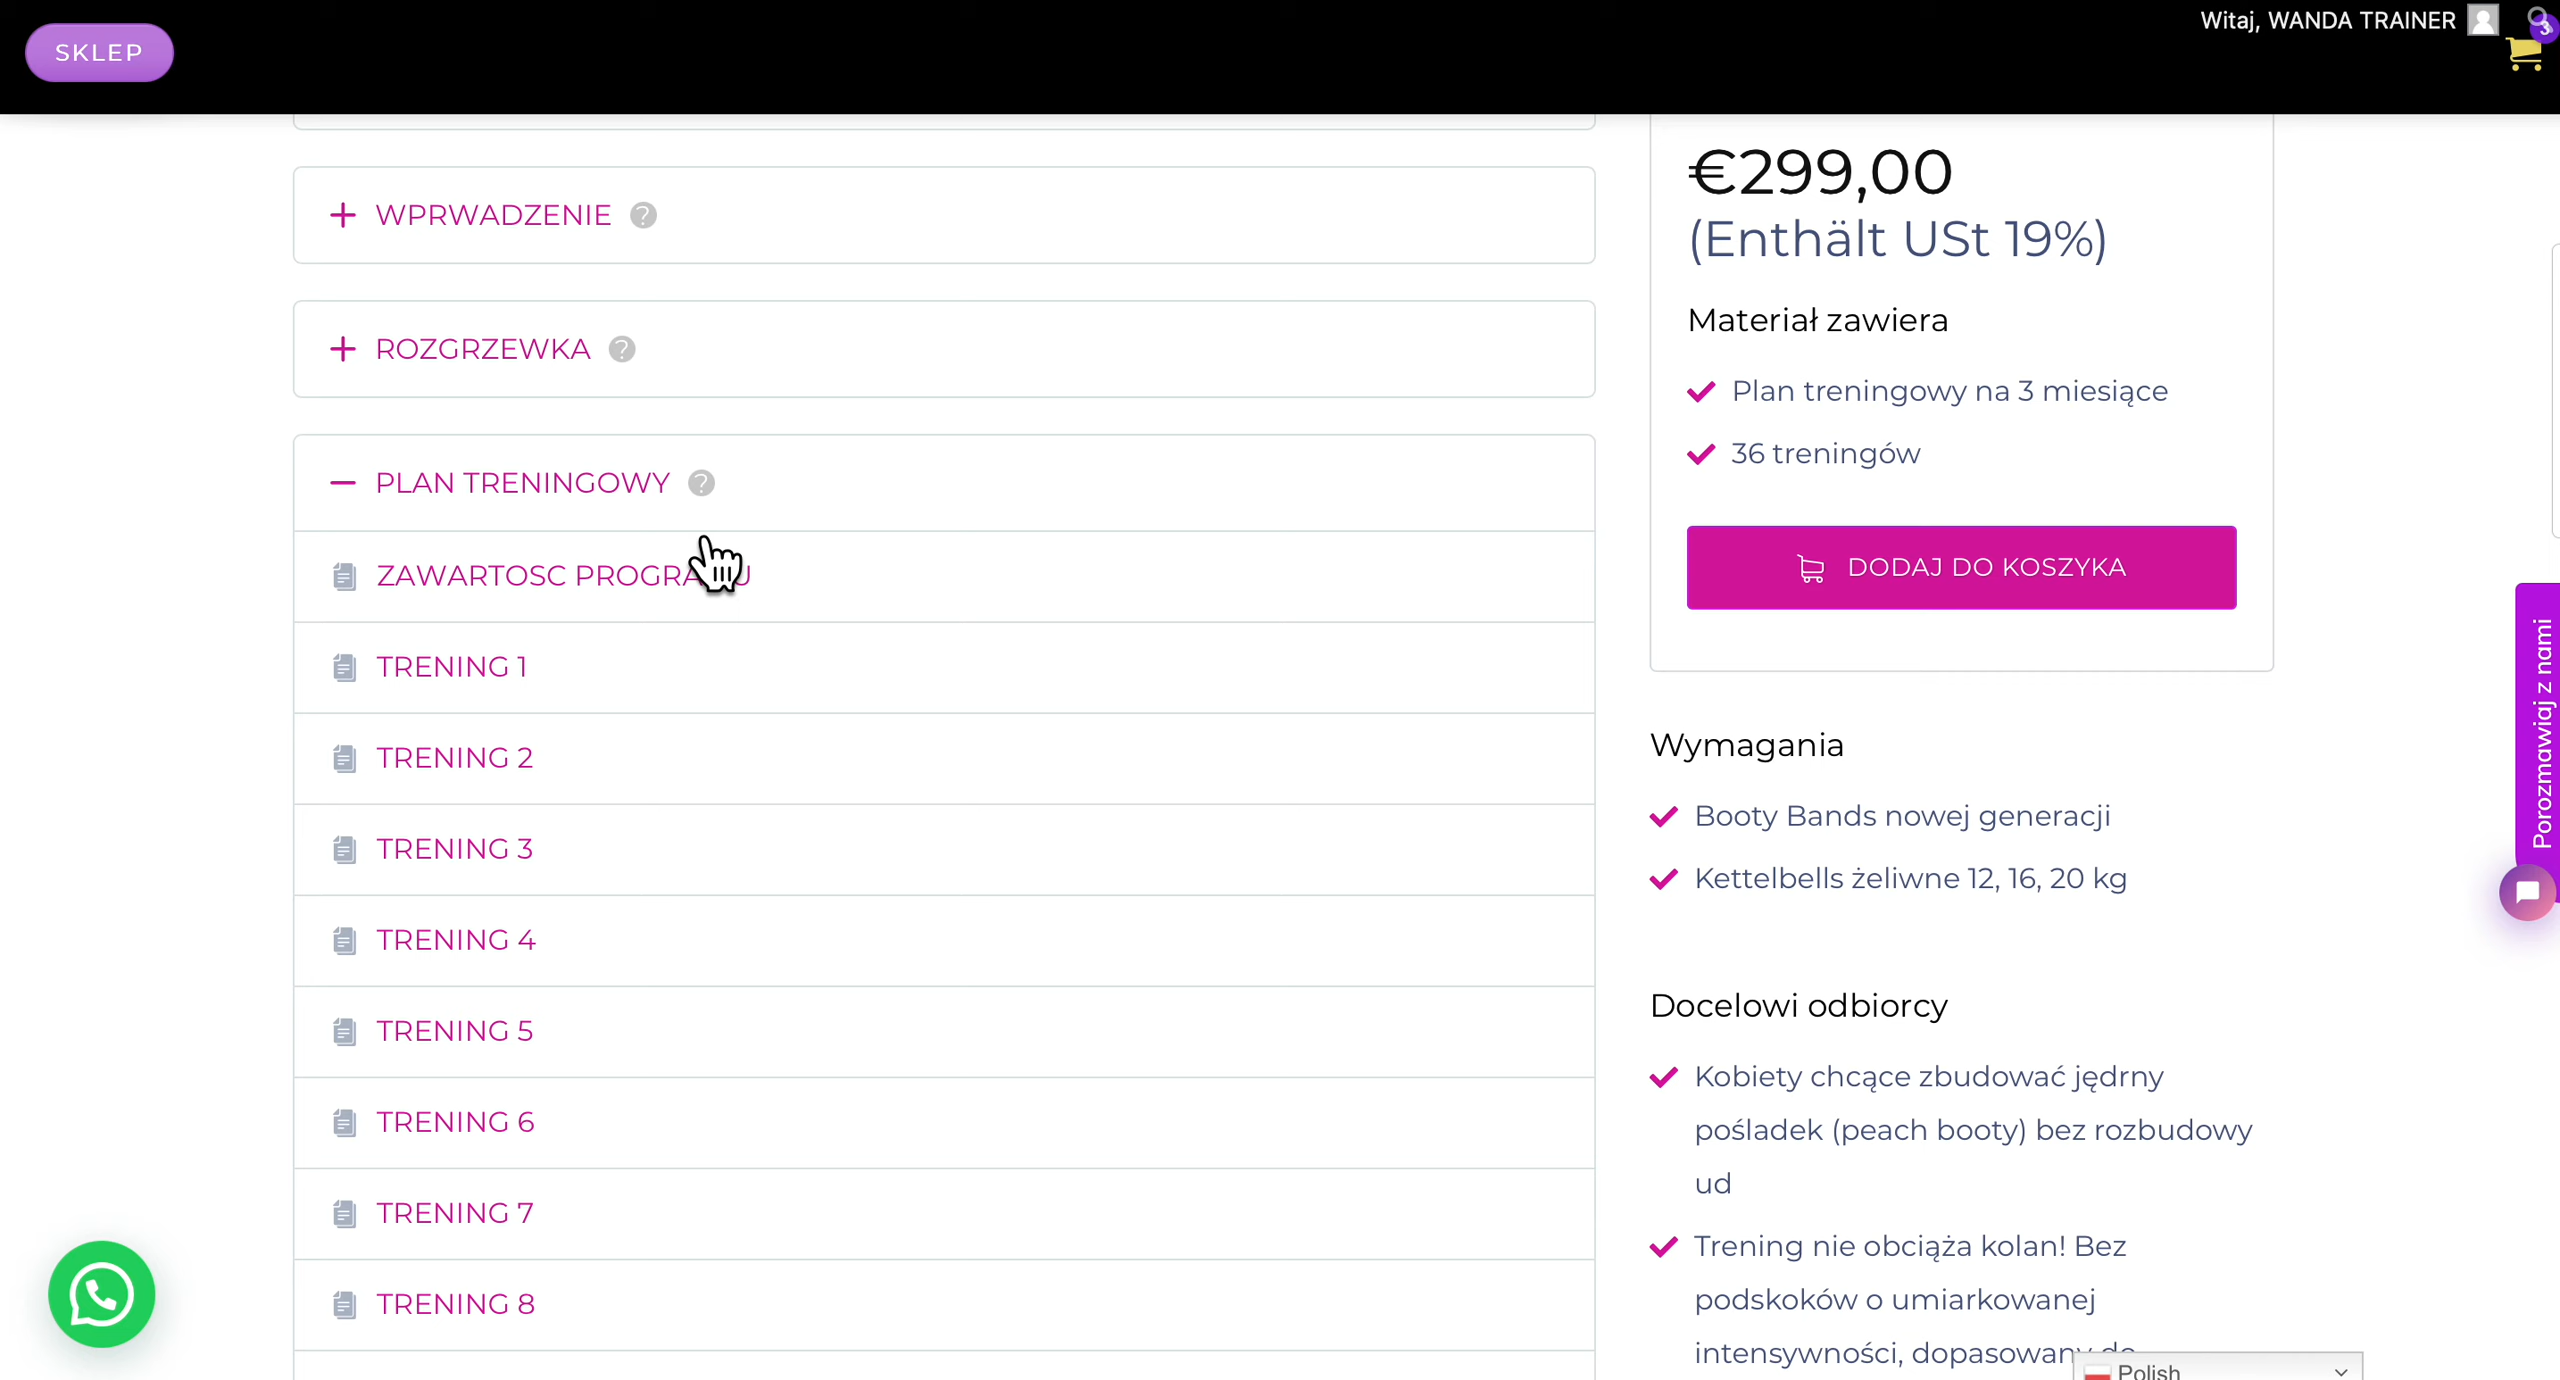 SKLEP
Witaj, WANDA TRAINER
3
WPRWADZENIE ?
ROZGRZEWKA ?
PLAN TRENINGOWY ?
ZAWARTOSC
TRENING 1
TRENING 2
TRENING 3
TRENING 4
TRENING 5
TRENING 6
TRENING 7
TRENING 8
€299,00
(Enthält USt 19%)
Materiał zawiera
Plan treningowy na 3 miesiące
36 treningów
DODAJ DO KOSZYKA
Wymagania
Booty Bands nowej generacji
Kettelbells żeliwne 12, 16, 20 kg
Docelowi odbiorcy
Kobiety chcące zbudować jędrny
pośladek (peach booty) bez rozbudowy
ud
Trening nie obciąża kolan! Bez
podskoków o umiarkowanej
intensywności,
Porozmawiaj z nami
Polish